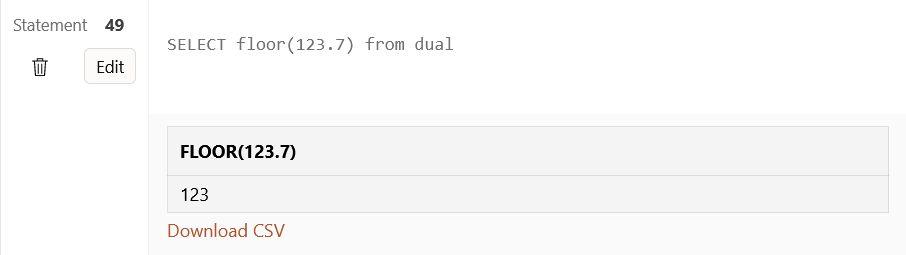 Statement 49
Edit
SELECT floor(123.7) from dual
FLOOR(123.7)
123
Download CSV